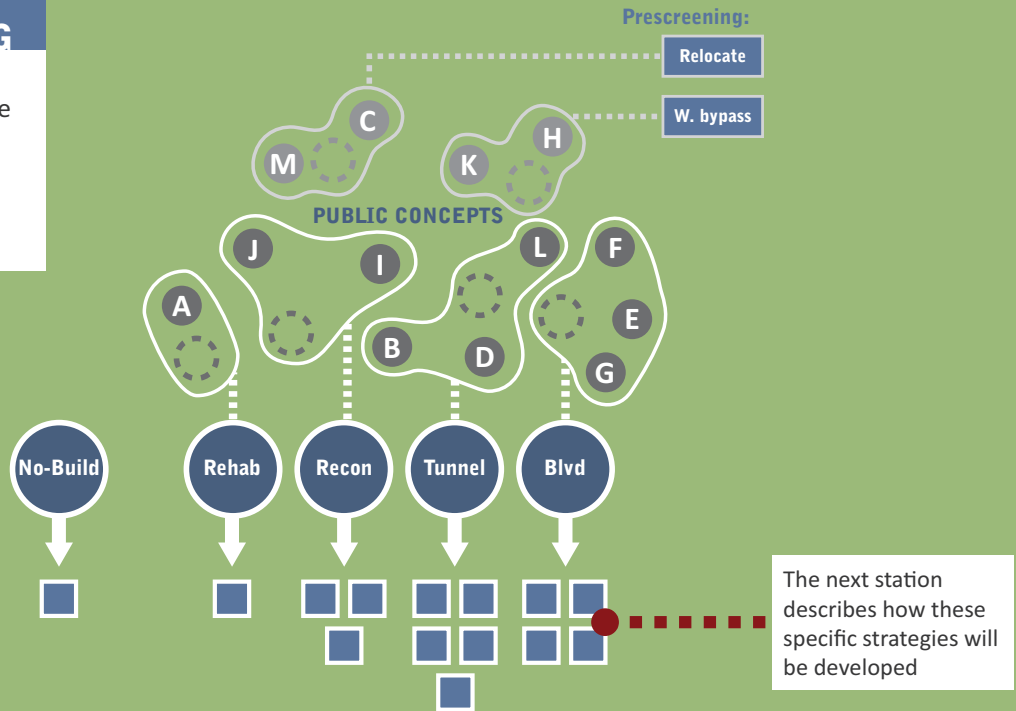 G
e
Prescreening:
Relocate
W. bypass
C
M
H
K
PUBLIC CONCEPTS
J
I
L
F
A
E
B
D
G
No-Build
Rehab
Recon
Tunnel
Blvd
The next station
describes how these
specific strategies will
be developed